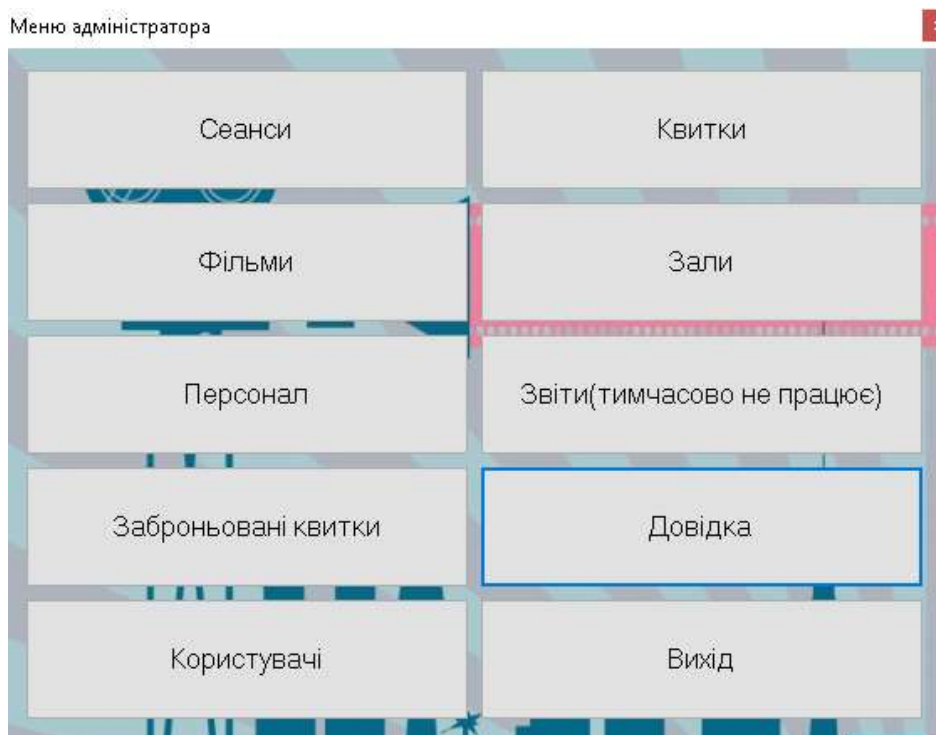 Меню адміністратора
Сеанси
Квитки
Фільми
Зали
Персонал
Звіти(тимчасово не працює)
Заброньовані квитки
Довідка
Користувачі
Вихід